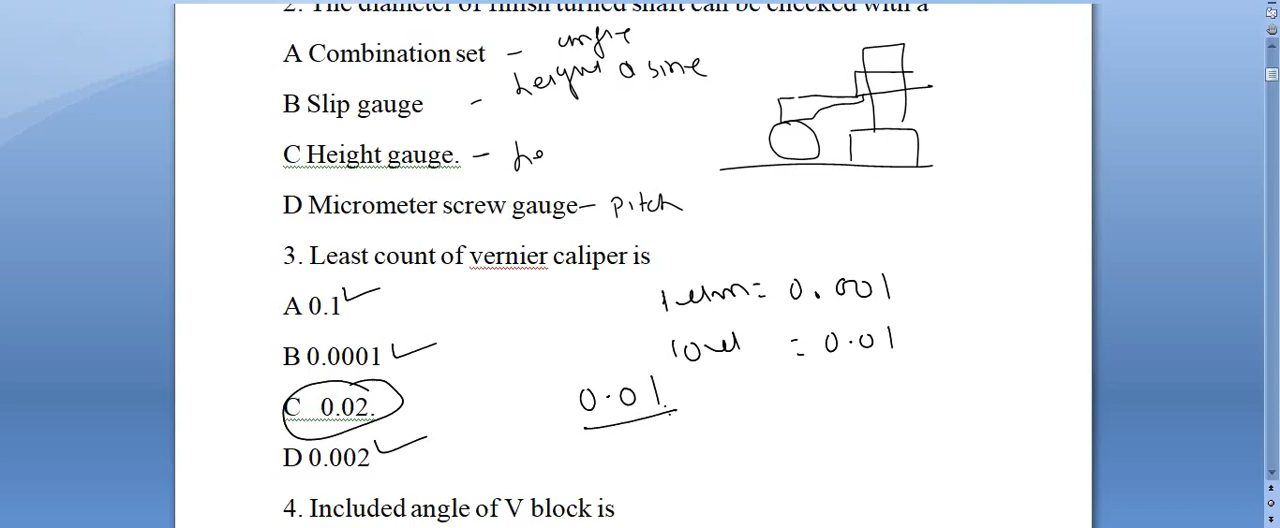 2. The diameter of finish turned shaft can be checked with a
A Combination set - angle
height a sine
B Slip gauge -
C Height gauge. - he
D Micrometer screw gauge– pitch
3. Least count of vernier caliper is
= 0.001
A 0.1
= 0.01
B 0.0001
0.01
C 0.02.
D 0.002
4. Included angle of V block is